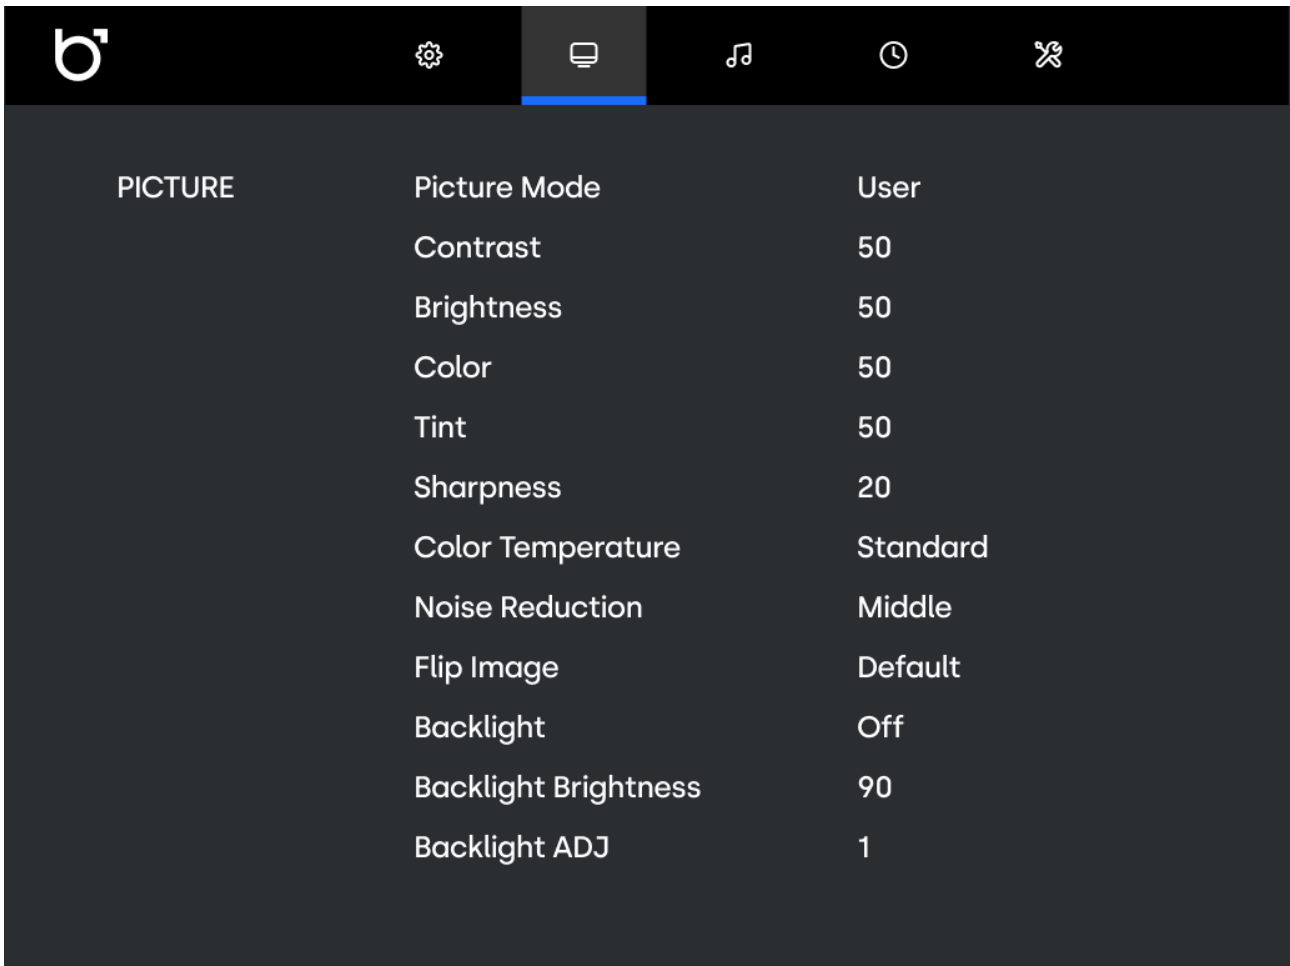 PICTURE
Picture Mode User
Contrast 50
Brightness 50
Color 50
Tint 50
Sharpness 20
Color Temperature Standard
Noise Reduction Middle
Flip Image Default
Backlight Off
Backlight Brightness 90
Backlight ADJ 1